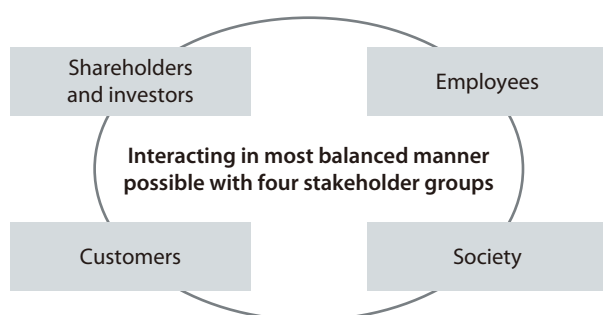 Shareholders
and investors
Employees
Interacting in most balanced manner
possible with four stakeholder groups
Customers
Society